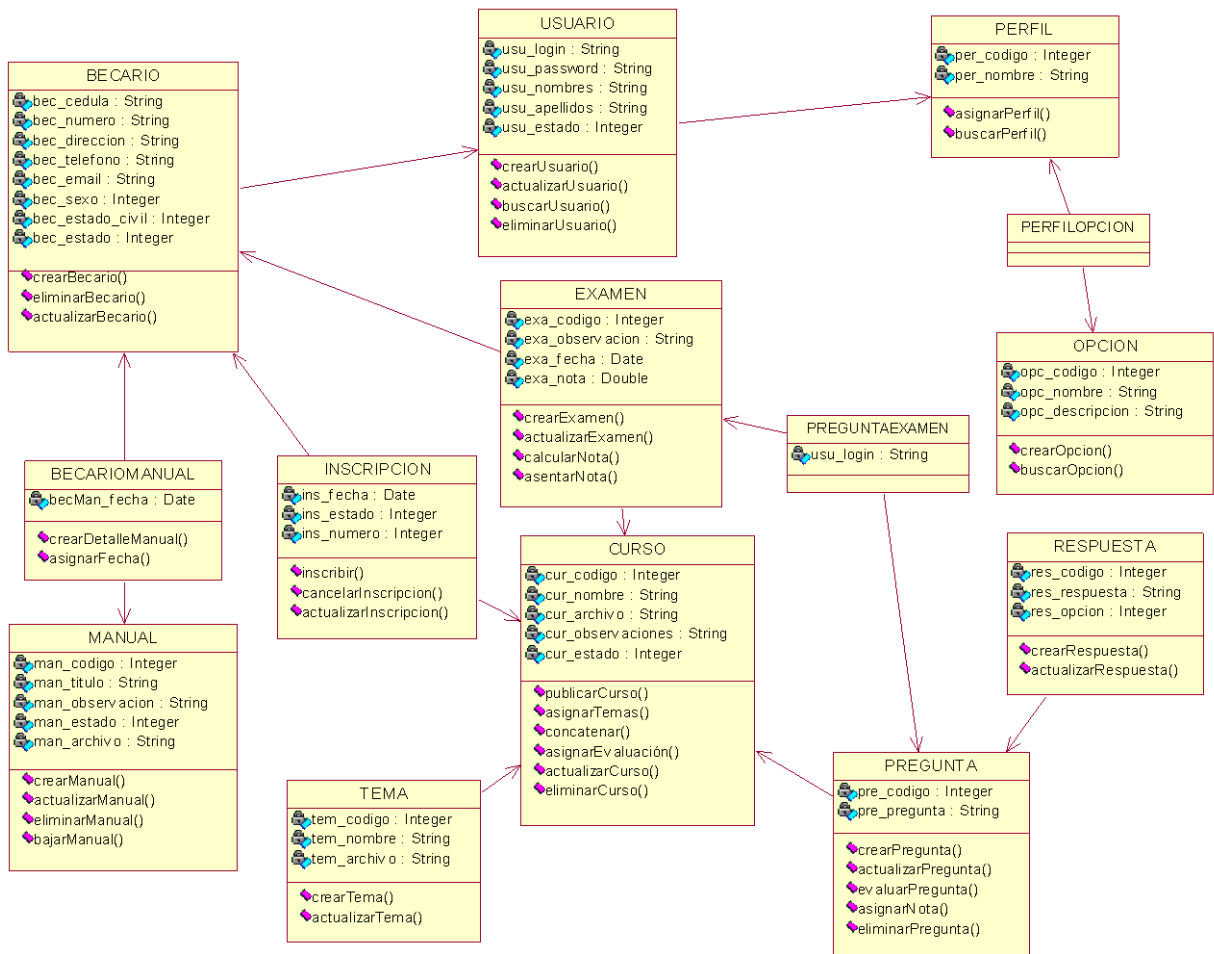 USUARIO
usu_login : String
usu_password : String
usu_nombres : String
usu_apellidos : String
usu_estado : Integer
crearUsuario()
actualizarUsuario()
buscarUsuario()
eliminarUsuario()
PERFIL
per_codigo : Integer
per_nombre : String
asignarPerfil()
buscarPerfil()
BECARIO
bec_cedula : String
bec_numero : String
bec_direccion : String
bec_telefono : String
bec_email : String
bec_sexo : Integer
bec_estado_civil : Integer
bec_estado : Integer
crearBecario()
eliminarBecario()
actualizarBecario()
PERFILOPCION
EXAMEN
exa_codigo : Integer
exa_observacion : String
exa_fecha : Date
exa_nota : Double
crearExamen()
actualizarExamen()
calcularNota()
asentarNota()
OPCION
opc_codigo : Integer
opc_nombre : String
opc_descripcion : String
crearOpcion()
buscarOpcion()
PREGUNTAEXAMEN
usu_login : String
BECARIOMANUAL
becMan_fecha : Date
crearDetalleManual()
asignarFecha()
INSCRIPCION
ins_fecha : Date
ins_estado : Integer
ins_numero : Integer
inscribir()
cancelarInscripcion()
actualizarInscripcion()
CURSO
cur_codigo : Integer
cur_nombre : String
cur_archivo : String
cur_observaciones : String
cur_estado : Integer
publicarCurso()
asignarTemas()
concatenar()
asignarEvaluación()
actualizarCurso()
eliminarCurso()
RESPUESTA
res_codigo : Integer
res_respuesta : String
res_opcion : Integer
crearRespuesta()
actualizarRespuesta()
MANUAL
man_codigo : Integer
man_titulo : String
man_observacion : String
man_estado : Integer
man_archivo : String
crearManual()
actualizarManual()
eliminarManual()
bajarManual()
TEMA
tem_codigo : Integer
tem_nombre : String
tem_archivo : String
crearTema()
actualizarTema()
PREGUNTA
pre_codigo : Integer
pre_pregunta : String
crearPregunta()
actualizarPregunta()
evaluarPregunta()
asignarNota()
eliminarPregunta()